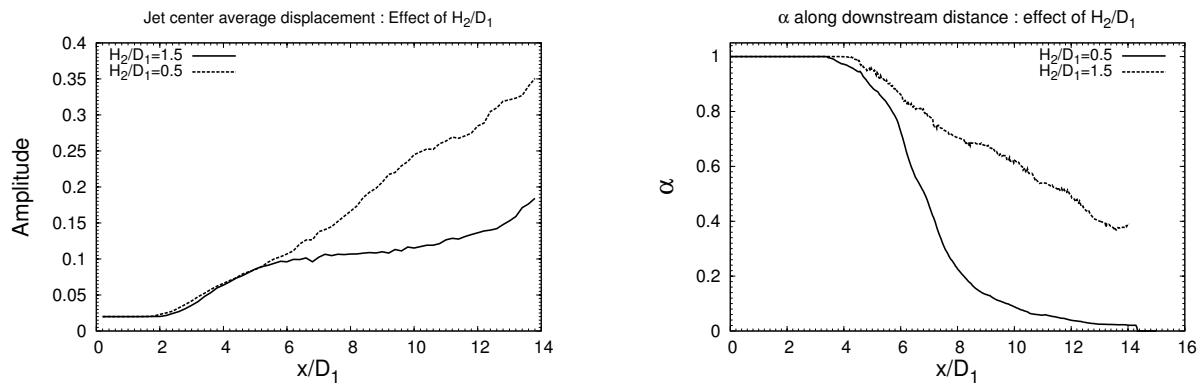 Jet center average displacement : Effect of H₂/D₁
H₂/D₁=1.5
H₂/D₁=0.5
0.4
0.35
0.3
0.25
0.2
0.15
0.1
0.05
0
Amplitude
0 2 4 6 8 10 12 14
x/D₁
α along downstream distance : effect of H₂/D₁
H₂/D₁=0.5
H₂/D₁=1.5
1
0.8
0.6
0.4
0.2
0
α
0 2 4 6 8 10 12 14 16
x/D₁